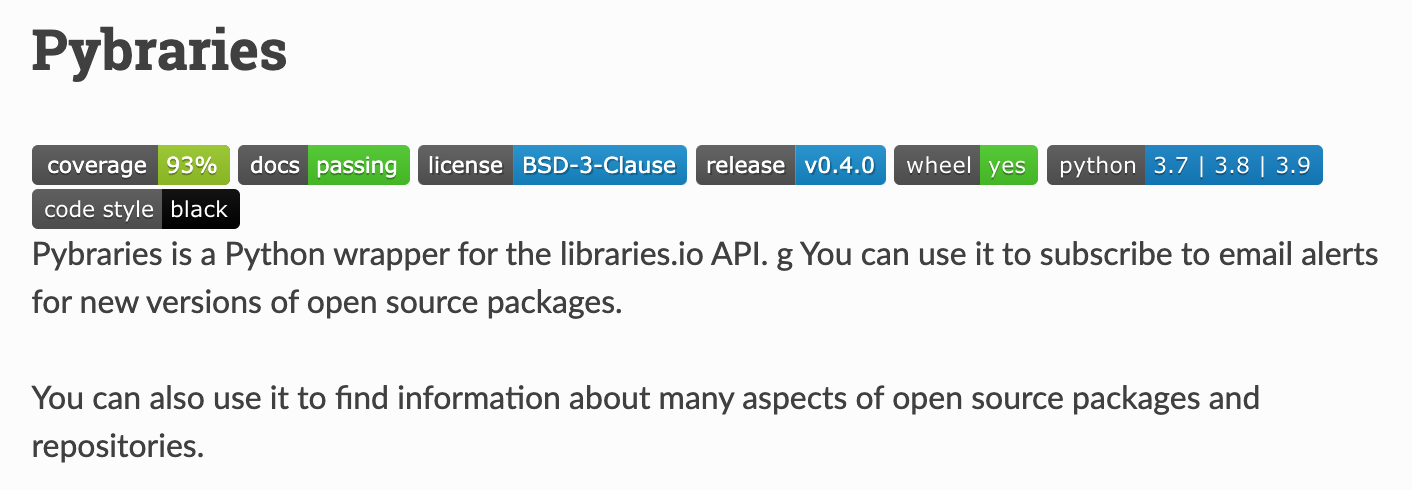 Pybraries
coverage 93% docs passing license BSD-3-Clause release v0.4.0 wheel yes python 3.7 | 3.8 | 3.9
code style black
Pybraries is a Python wrapper for the libraries.io API. g You can use it to subscribe to email alerts
for new versions of open source packages.
You can also use it to find information about many aspects of open source packages and
repositories.